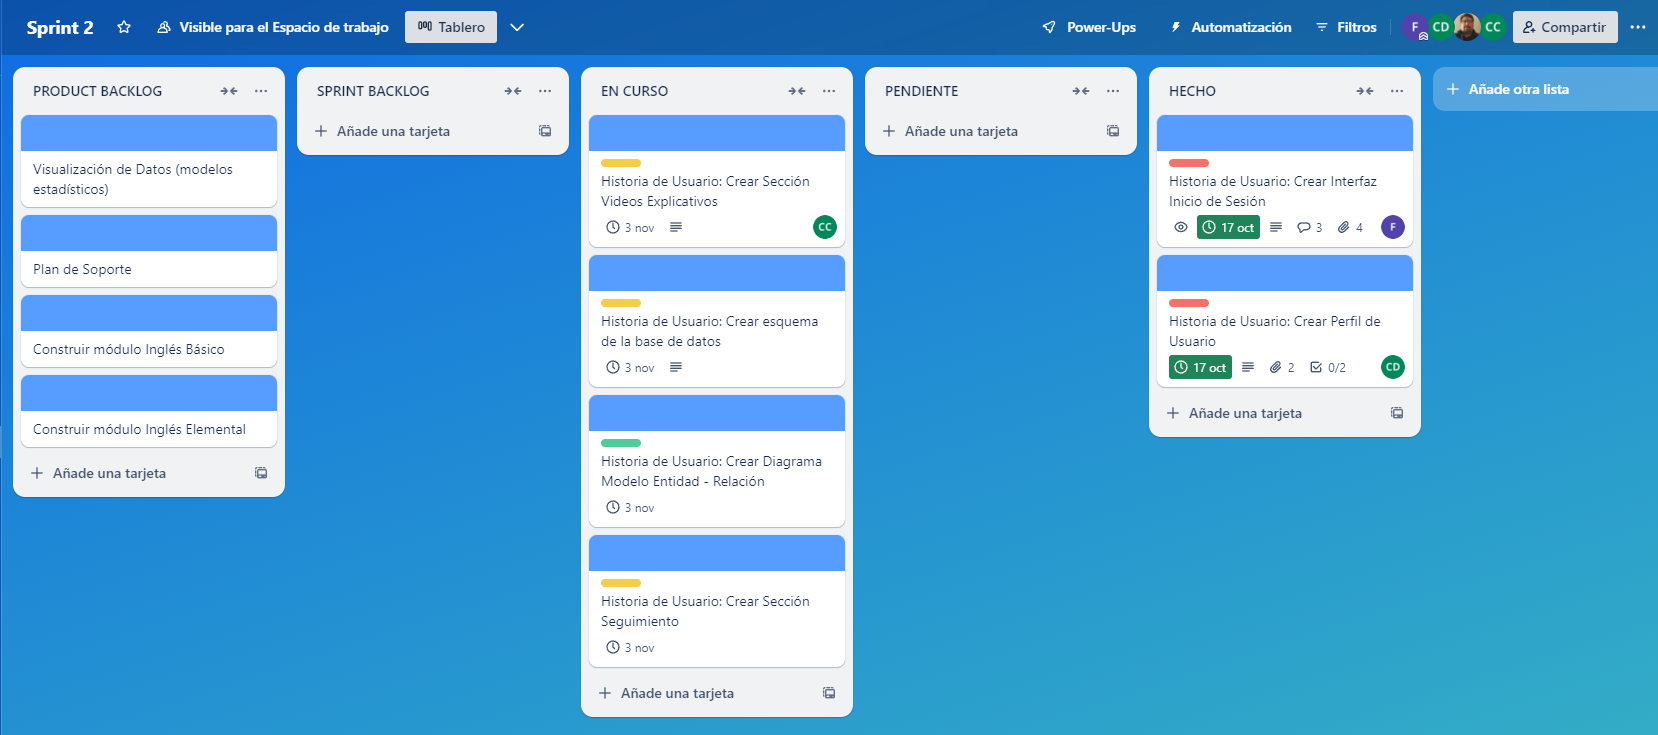 Sprint 2
Visible para el Espacio de trabajo
Tablero
Power-Ups
Automatización
Filtros
F
CD
CC
Compartir
PRODUCT BACKLOG
Visualización de Datos (modelos
estadísticos)
Plan de Soporte
Construir módulo Inglés Básico
Construir módulo Inglés Elemental
Añade una tarjeta
SPRINT BACKLOG
Añade una tarjeta
EN CURSO
Historia de Usuario: Crear Sección
Videos Explicativos
3 nov
CC
Historia de Usuario: Crear esquema
de la base de datos
3 nov
Historia de Usuario: Crear Diagrama
Modelo Entidad - Relación
3 nov
Historia de Usuario: Crear Sección
Seguimiento
3 nov
Añade una tarjeta
PENDIENTE
Añade una tarjeta
HECHO
Historia de Usuario: Crear Interfaz
Inicio de Sesión
17 oct 3 4 F
Historia de Usuario: Crear Perfil de
Usuario
17 oct 2 0/2 CD
Añade una tarjeta
Añade otra lista